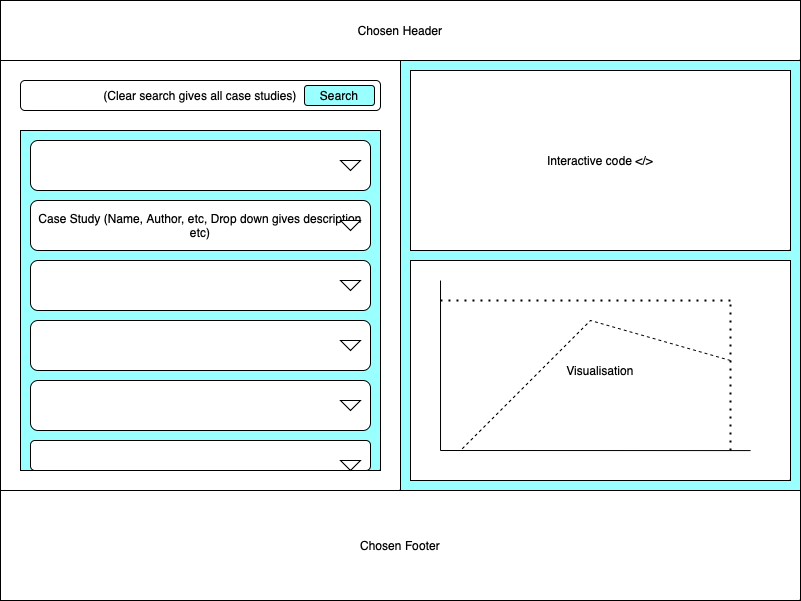 Chosen Header
(Clear search gives all case studies)
Search
Case Study (Name, Author, etc, Drop down gives description
etc)
Interactive code </>
Visualisation
Chosen Footer